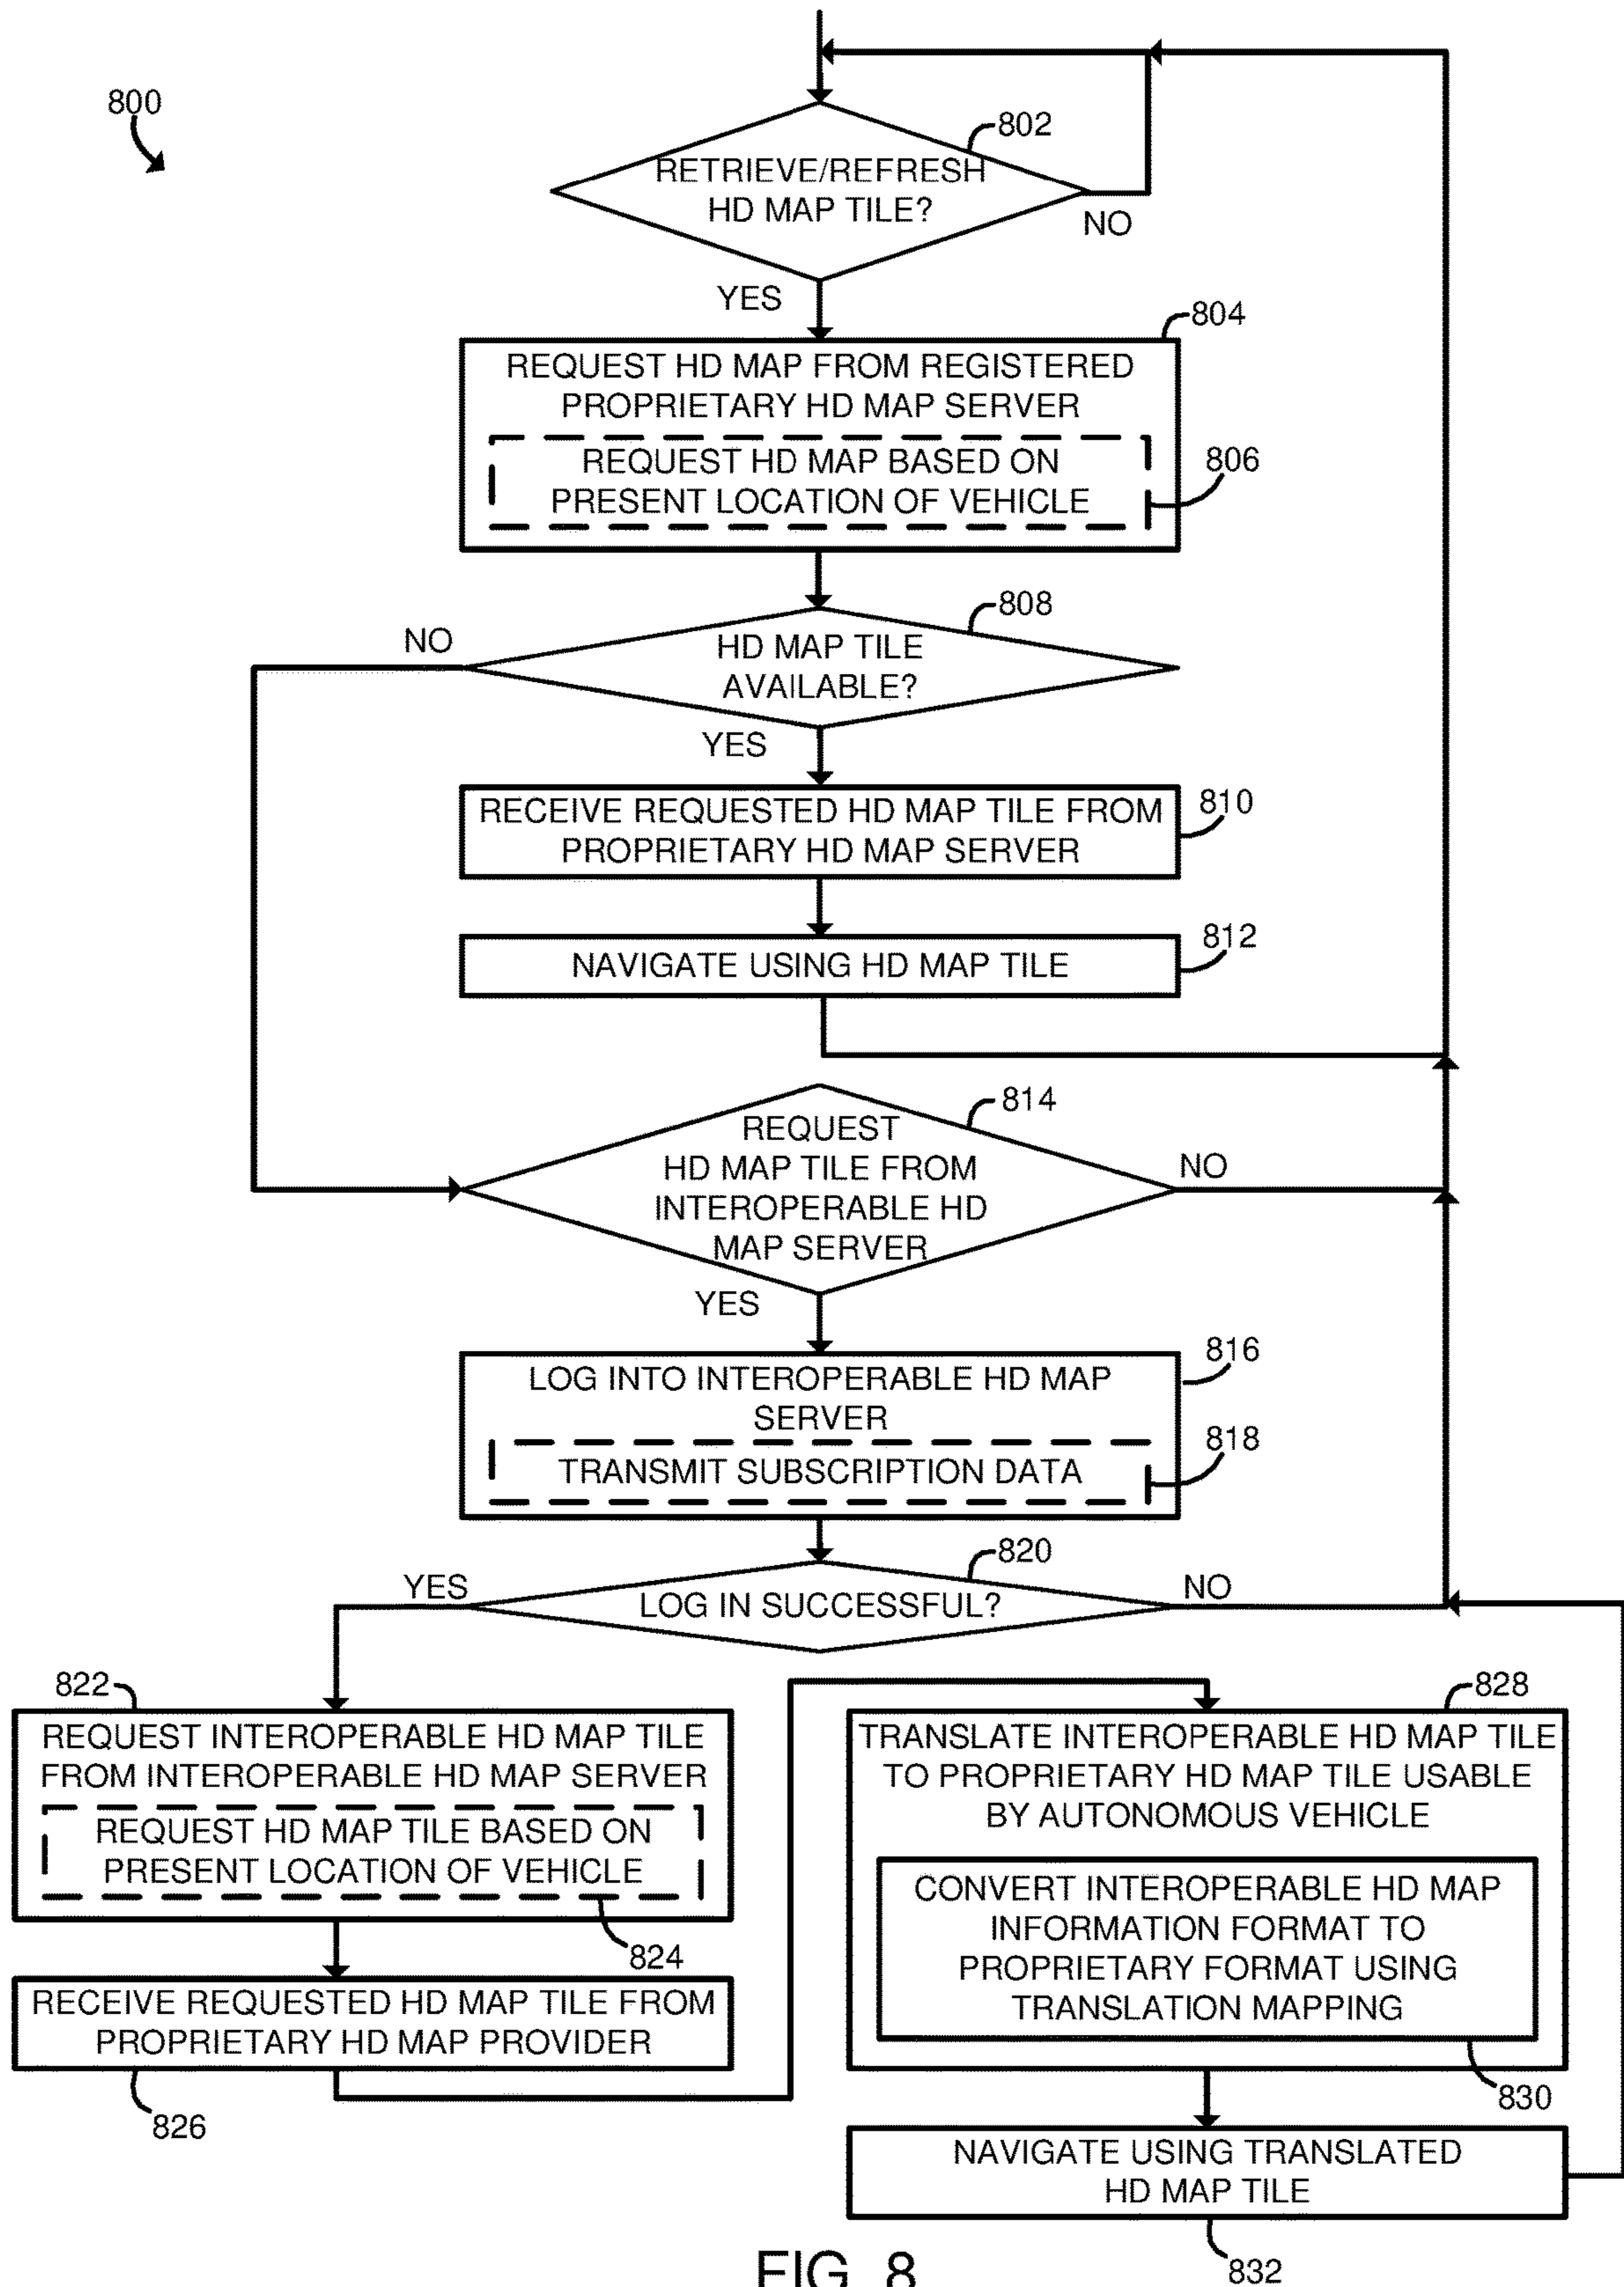 800
802
RETRIEVE/REFRESH
HD MAP TILE?
NO
YES
804
REQUEST HD MAP FROM REGISTERED
PROPRIETARY HD MAP SERVER
REQUEST HD MAP BASED ON
PRESENT LOCATION OF VEHICLE
806
808
NO
HD MAP TILE
AVAILABLE?
YES
RECEIVE REQUESTED HD MAP TILE FROM
PROPRIETARY HD MAP SERVER
810
NAVIGATE USING HD MAP TILE
812
814
REQUEST
HD MAP TILE FROM
INTEROPERABLE HD
MAP SERVER
NO
YES
LOG INTO INTEROPERABLE HD MAP
SERVER
816
TRANSMIT SUBSCRIPTION DATA
818
820
YES
LOG IN SUCCESSFUL?
NO
822
REQUEST INTEROPERABLE HD MAP TILE
FROM INTEROPERABLE HD MAP SERVER
REQUEST HD MAP TILE BASED ON
PRESENT LOCATION OF VEHICLE
824
RECEIVE REQUESTED HD MAP TILE FROM
PROPRIETARY HD MAP PROVIDER
826
828
TRANSLATE INTEROPERABLE HD MAP TILE
TO PROPRIETARY HD MAP TILE USABLE
BY AUTONOMOUS VEHICLE
CONVERT INTEROPERABLE HD MAP
INFORMATION FORMAT TO
PROPRIETARY FORMAT USING
TRANSLATION MAPPING
830
NAVIGATE USING TRANSLATED
HD MAP TILE
832
FIG. 8